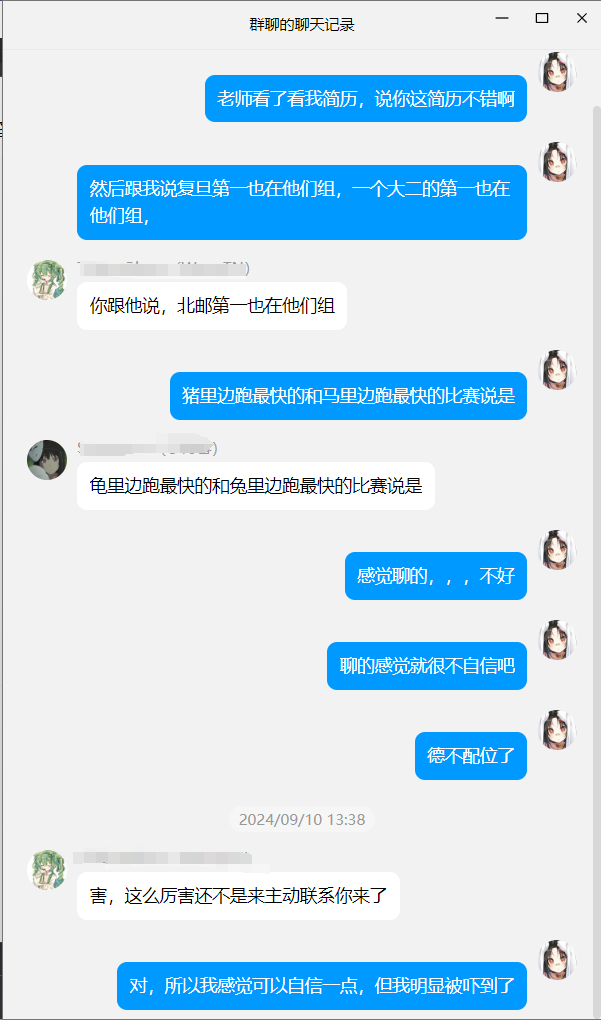 群聊的聊天记录
老师看了看我简历，说你这简历不错啊
然后跟我说复旦第一也在他们组，一个大二的第一也在
他们组，
你跟他说，北邮第一也在他们组
猪里边跑最快的和马里边跑最快的比赛说是
龟里边跑最快的和兔里边跑最快的比赛说是
感觉聊的，，，不好
聊的感觉就很不自信吧
德不配位了
2024/09/10 13:38
害，这么厉害还不是来主动联系你来了
对，所以我感觉可以自信一点，但我明显被吓到了